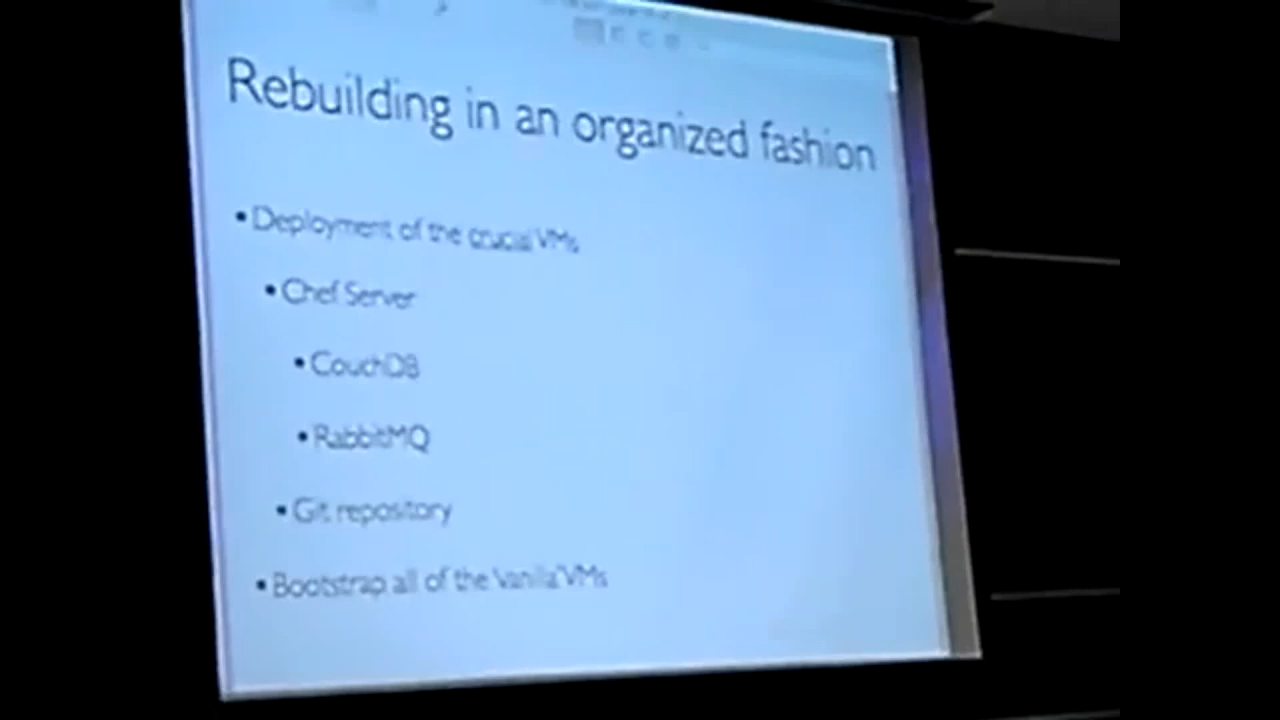 Rebuilding in an organized fashion
• Deployment of the crucial VMs
• Chef Server
• CouchDB
• RabbitMQ
• Git repository
• Bootstrap all of the Vanilla VMs